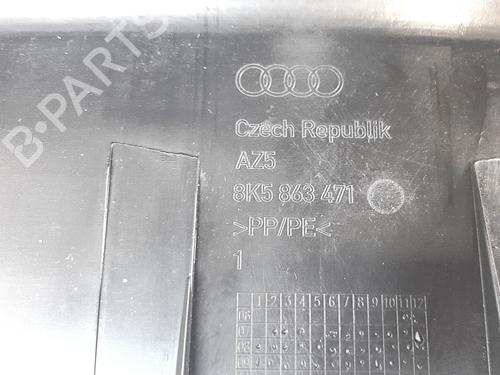 B-PARTS
Czech Republik
AZ5
8K5 863 471
>PP/PE<
1
1 2 3 4 5 6 7 8 9 10 11 12